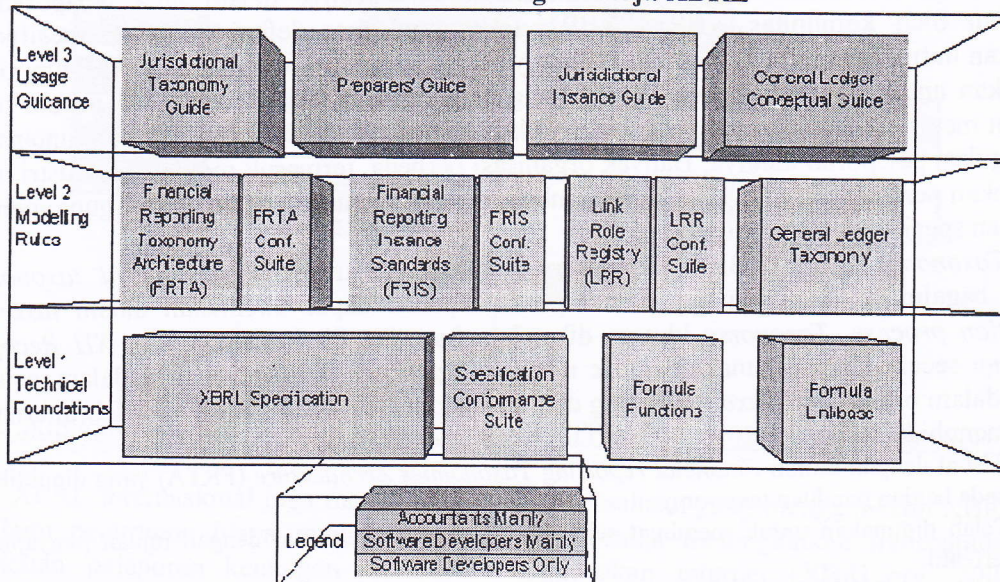 Level 3
Usage
Guicance
Jurisdictional
Taxonomy
Guide
Preparers' Guice
Jurididictional
Instance Guide
General Ledger
Conceptual Guice
Level 2
Modelling
Rules
Financial
Reporting
Taxonomy
Architecture
(FRTA)
FRTA
Conf.
Suite
Financial
Reporting
Instance
Standards
(FRIS)
FRIS
Conf.
Suite
Link
Role
Registry
(LRR)
LRR
Conf.
Suite
General Ledger
Taxonomy
Level 1
Technical
Foundations
XBRL Specification
Specification
Conformance
Suite
Formula
Functions
Formula
Linkbase
Legend
Accountants Manly
Software Developers Mainly
Software Developers Only